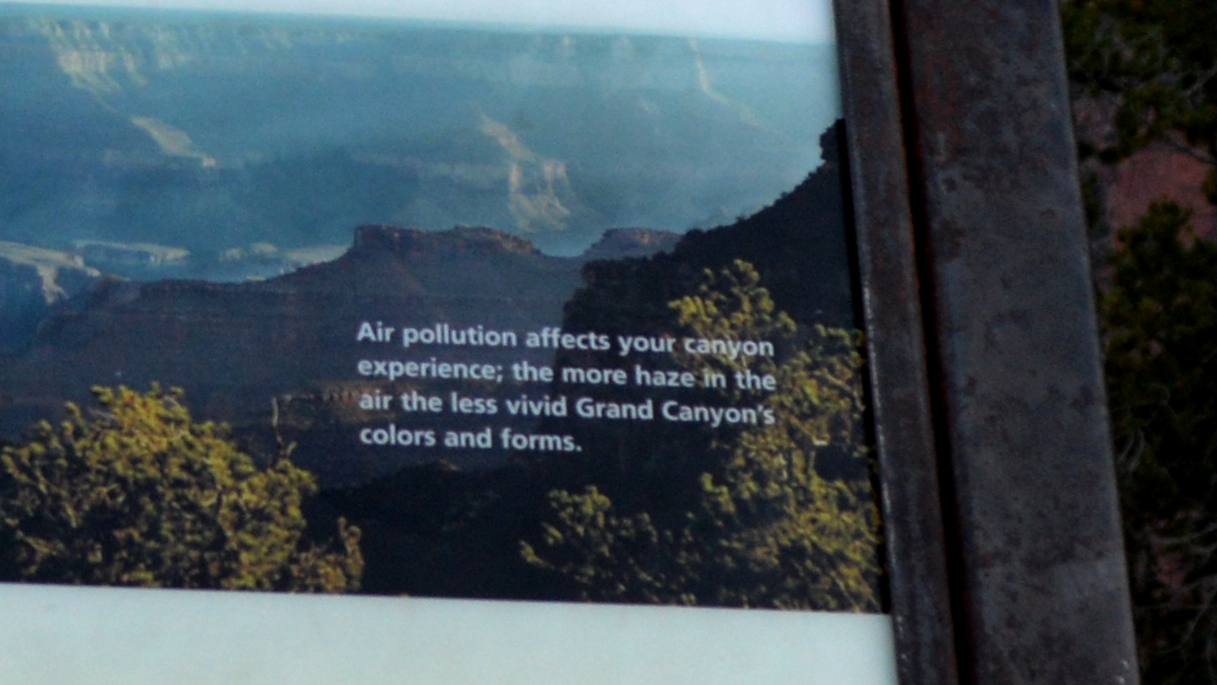 Air pollution affects your canyon
experience; the more haze in the
air the less vivid Grand Canyon's
colors and forms.